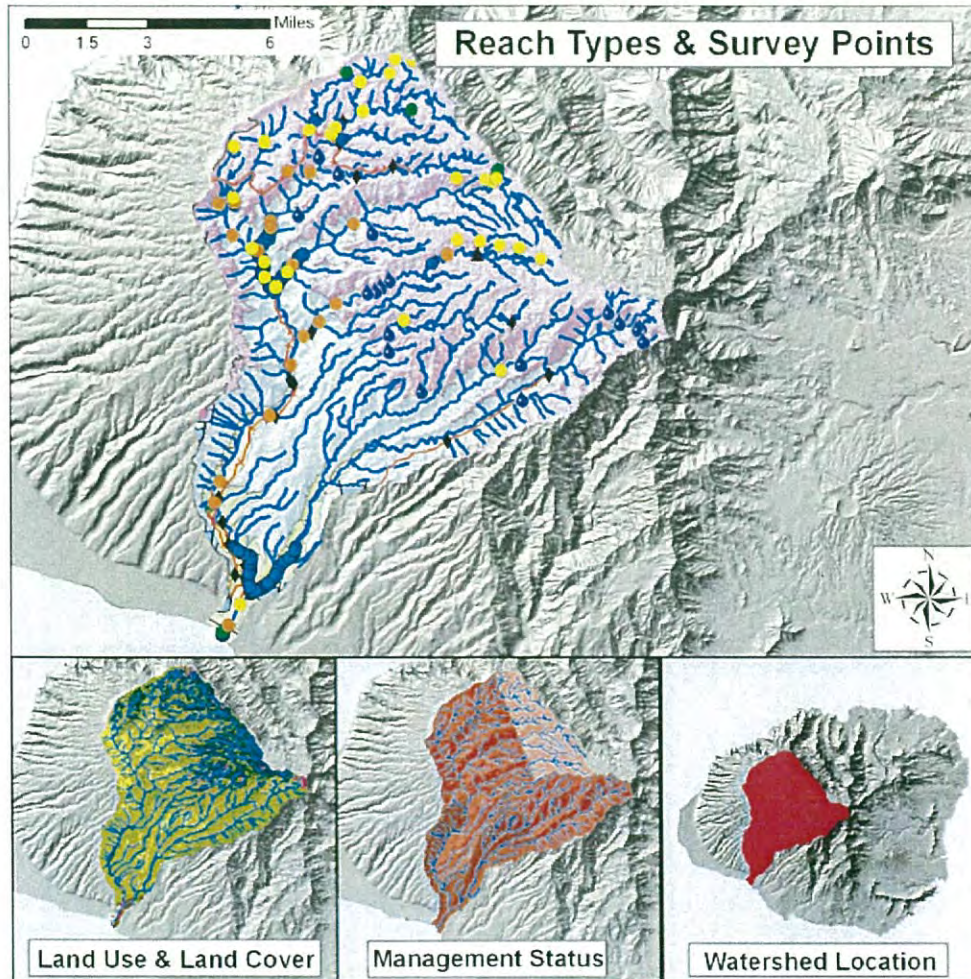 Miles
0 1.5 3 6
Reach Types & Survey Points
N
W E
S
Land Use & Land Cover
Management Status
Watershed Location